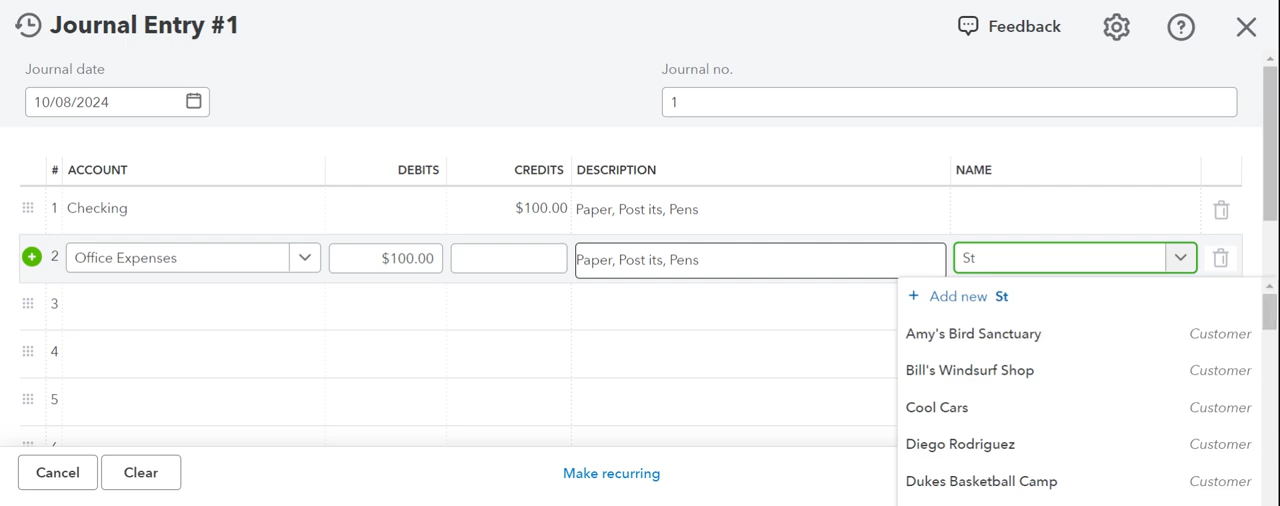 Journal Entry #1
Feedback
Journal date
Journal no.
10/08/2024
1
# ACCOUNT DEBITS CREDITS DESCRIPTION NAME
1 Checking $100.00 Paper, Post its, Pens
2 Office Expenses $100.00 Paper, Post its, Pens St
+ Add new St
3
Amy's Bird Sanctuary Customer
4
Bill's Windsurf Shop Customer
5
Cool Cars Customer
Diego Rodriguez Customer
Cancel Clear Make recurring
Dukes Basketball Camp Customer